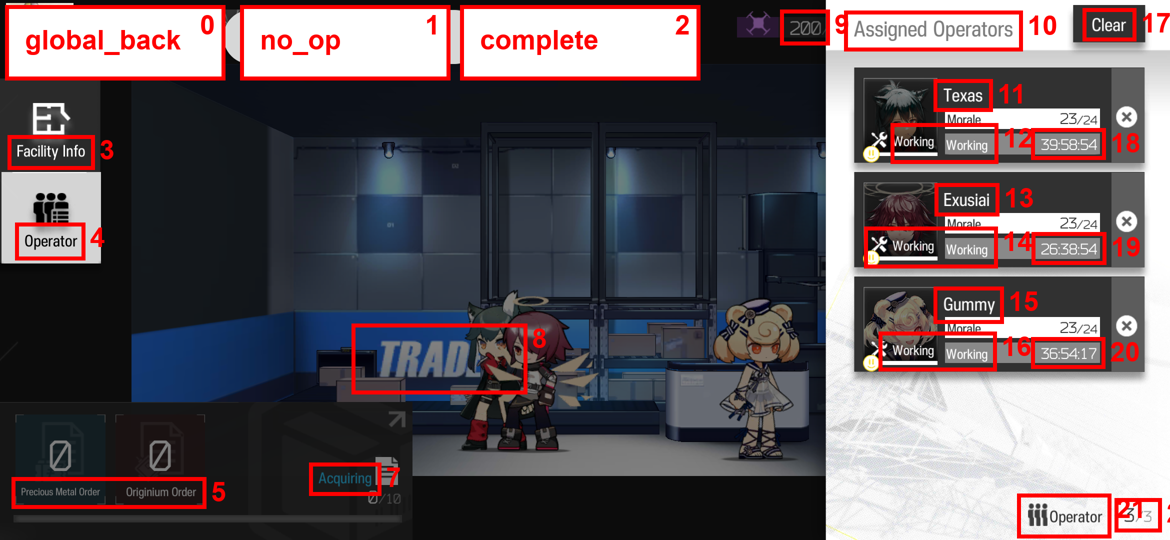 global_back 0
no_op 1
complete 2
200
9
Assigned Operators 10
Clear 17
Facility Info 3
Operator 4
Texas 11
Morale 23/24
Working
Working 12
39:58:54 18
Exusiai 13
Morale 23/24
Working
Working 14
26:38:54 19
Gummy 15
Morale 23/24
Working
Working 16
36:54:17 20
TRAD
8
0
0
Precious Metal Order
Originium Order
5
Acquiring
7
0/10
Operator
21
3/3